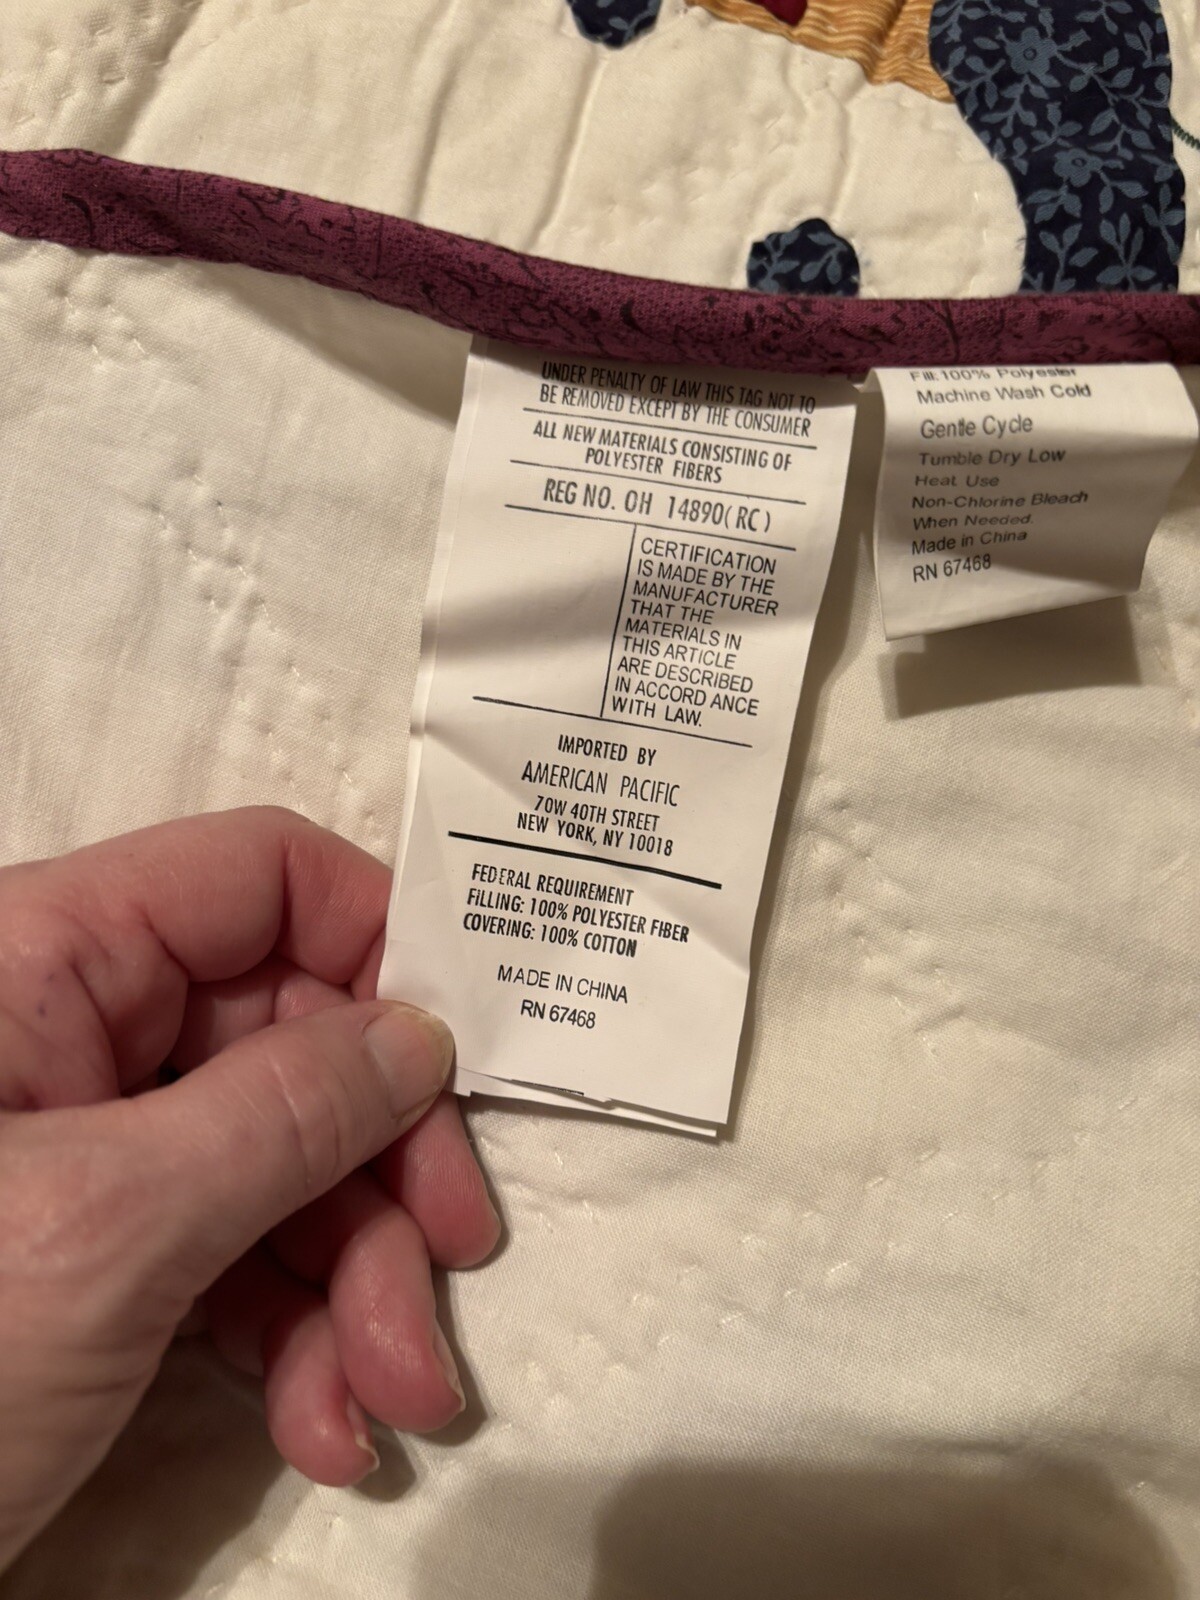 UNDER PENALTY OF LAW THIS TAG NOT TO
BE REMOVED EXCEPT BY THE CONSUMER
ALL NEW MATERIALS CONSISTING OF
POLYESTER FIBERS
REG NO. OH 14890(RC)
CERTIFICATION
IS MADE BY THE
MANUFACTURER
THAT THE
MATERIALS IN
THIS ARTICLE
ARE DESCRIBED
IN ACCORD ANCE
WITH LAW.
IMPORTED BY
AMERICAN PACIFIC
70W 40TH STREET
NEW YORK, NY 10018
FEDERAL REQUIREMENT
FILLING: 100% POLYESTER FIBER
COVERING: 100% COTTON
MADE IN CHINA
RN 67468
Fill:100% Polyester
Machine Wash Cold
Gentle Cycle
Tumble Dry Low
Heat Use
Non-Chlorine Bleach
When Needed.
Made in China
RN 67468